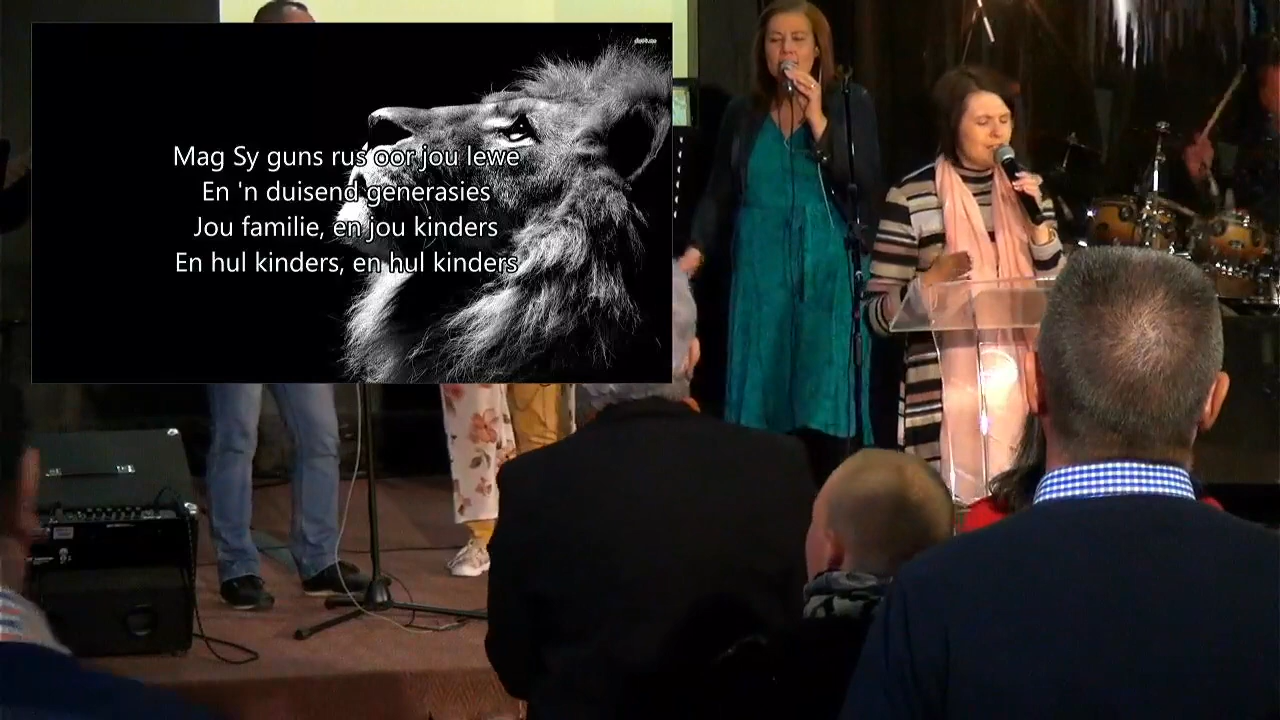 Mag Sy guns rus oor jou lewe
En 'n duisend generasies
Jou familie, en jou kinders
En hul kinders, en hul kinders